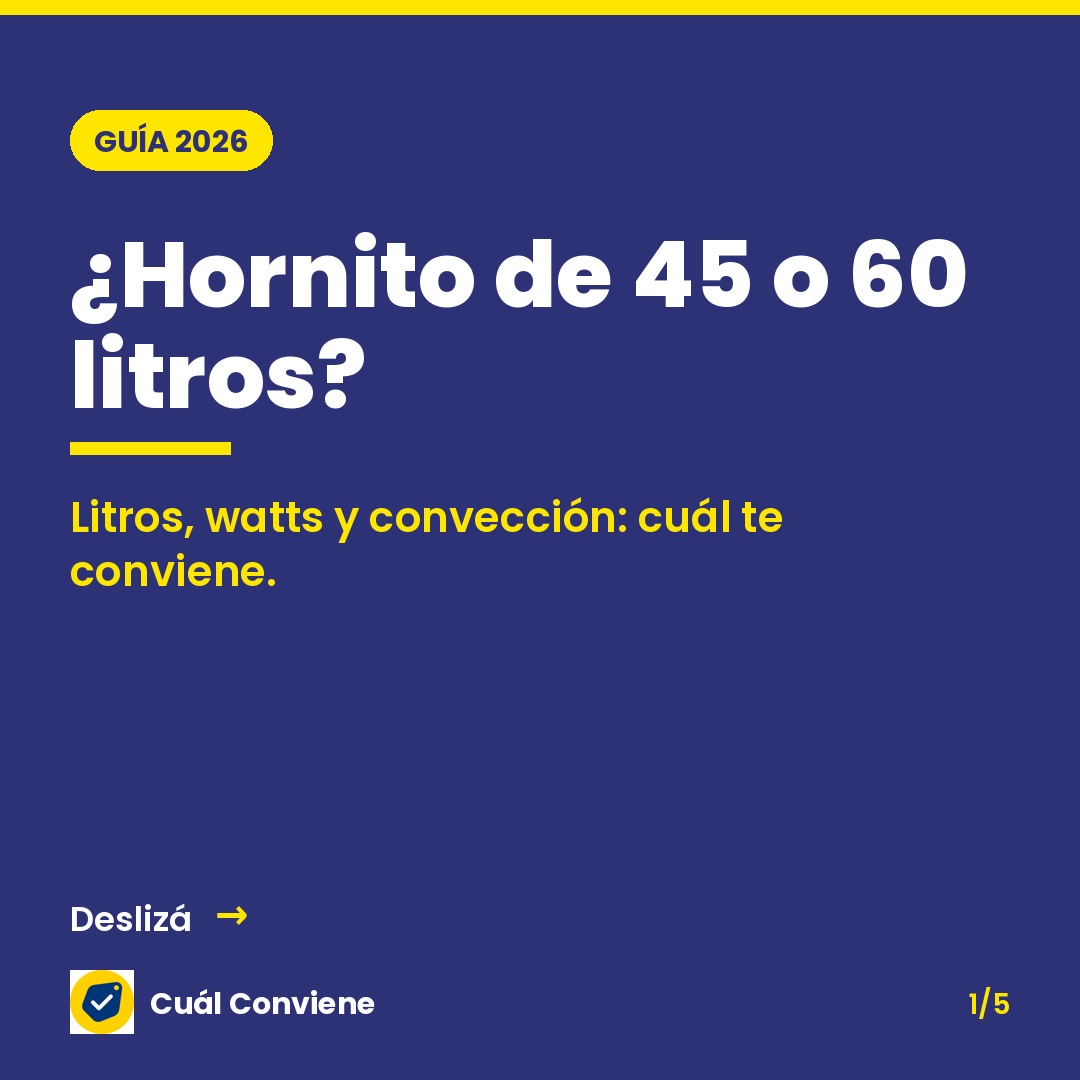 GUÍA 2026
¿Hornito de 45 o 60
litros?
Litros, watts y convección: cuál te
conviene.
Deslizá →
Cuál Conviene
1/5